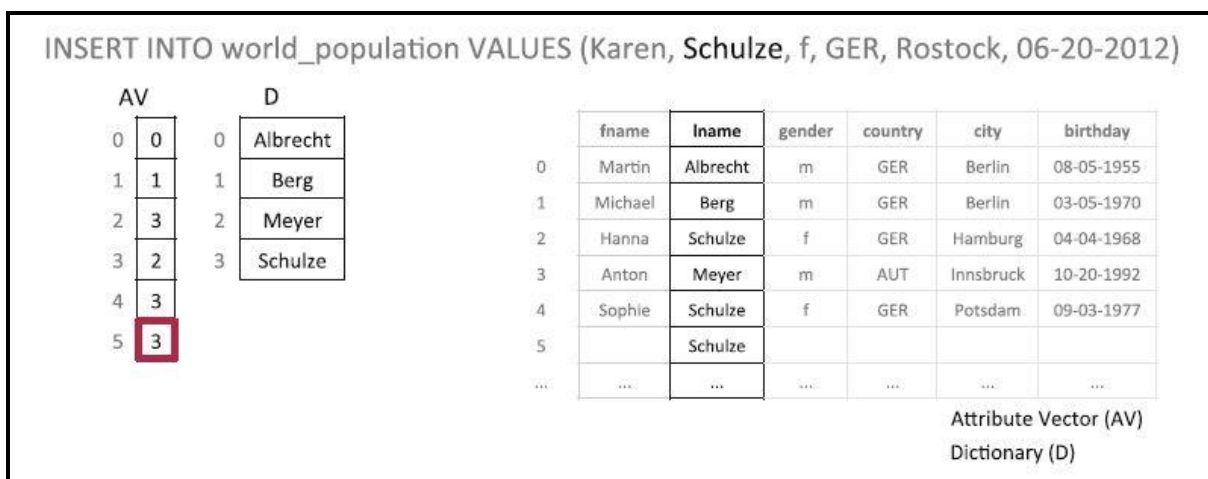 INSERT INTO world_population VALUES (Karen, Schulze, f, GER, Rostock, 06-20-2012)
AV D
0 0 0 Albrecht
1 1 1 Berg
2 3 2 Meyer
3 2 3 Schulze
4 3
5 3
fname lname gender country city birthday
0 Martin Albrecht m GER Berlin 08-05-1955
1 Michael Berg m GER Berlin 03-05-1970
2 Hanna Schulze f GER Hamburg 04-04-1968
3 Anton Meyer m AUT Innsbruck 10-20-1992
4 Sophie Schulze f GER Potsdam 09-03-1977
5 Schulze
... ... ... ... ... ... ...
Attribute Vector (AV)
Dictionary (D)